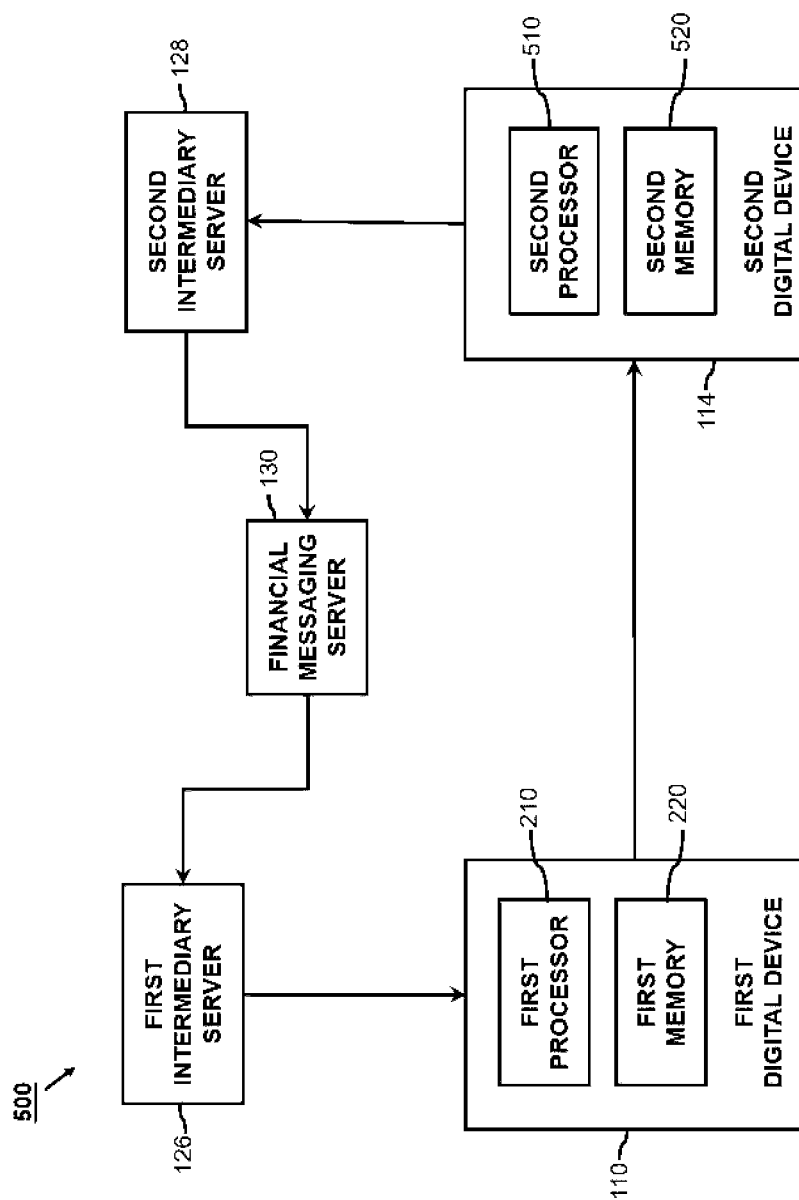 500
126
FIRST
INTERMEDIARY
SERVER
130
FINANCIAL
MESSAGING
SERVER
128
SECOND
INTERMEDIARY
SERVER
110
210
FIRST
PROCESSOR
220
FIRST
MEMORY
FIRST
DIGITAL DEVICE
114
510
SECOND
PROCESSOR
520
SECOND
MEMORY
SECOND
DIGITAL DEVICE